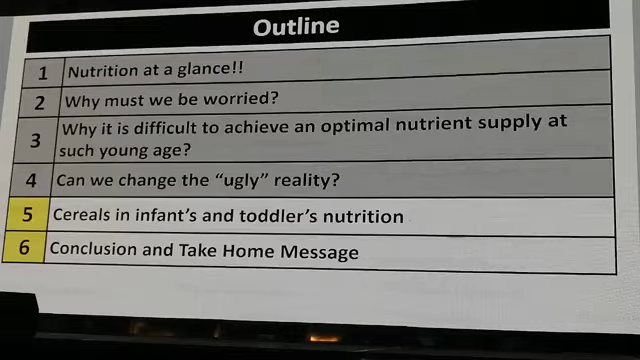 Outline
1 Nutrition at a glance!!
2 Why must we be worried?
3 Why it is difficult to achieve an optimal nutrient supply at
such young age?
4 Can we change the “ugly” reality?
5 Cereals in infant’s and toddler’s nutrition
6 Conclusion and Take Home Message